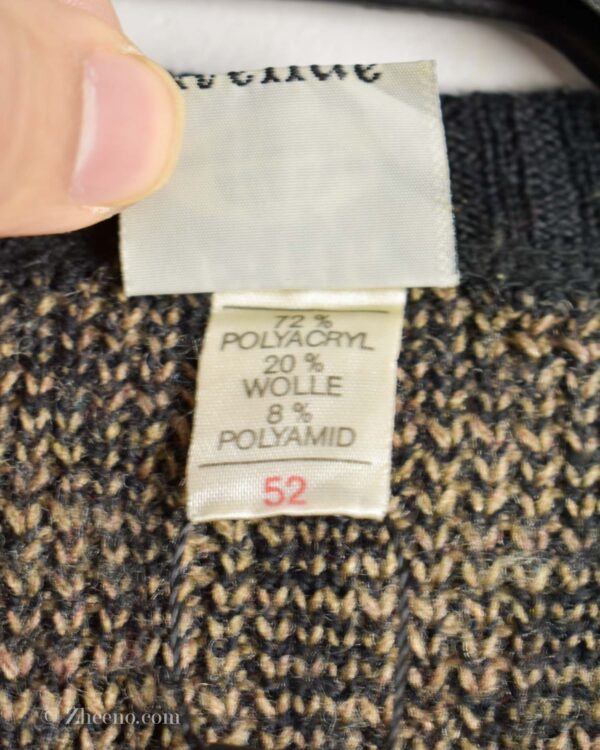 72 %
POLYACRYL
20 %
WOLLE
8 %
POLYAMID
52
© Zheeno.com